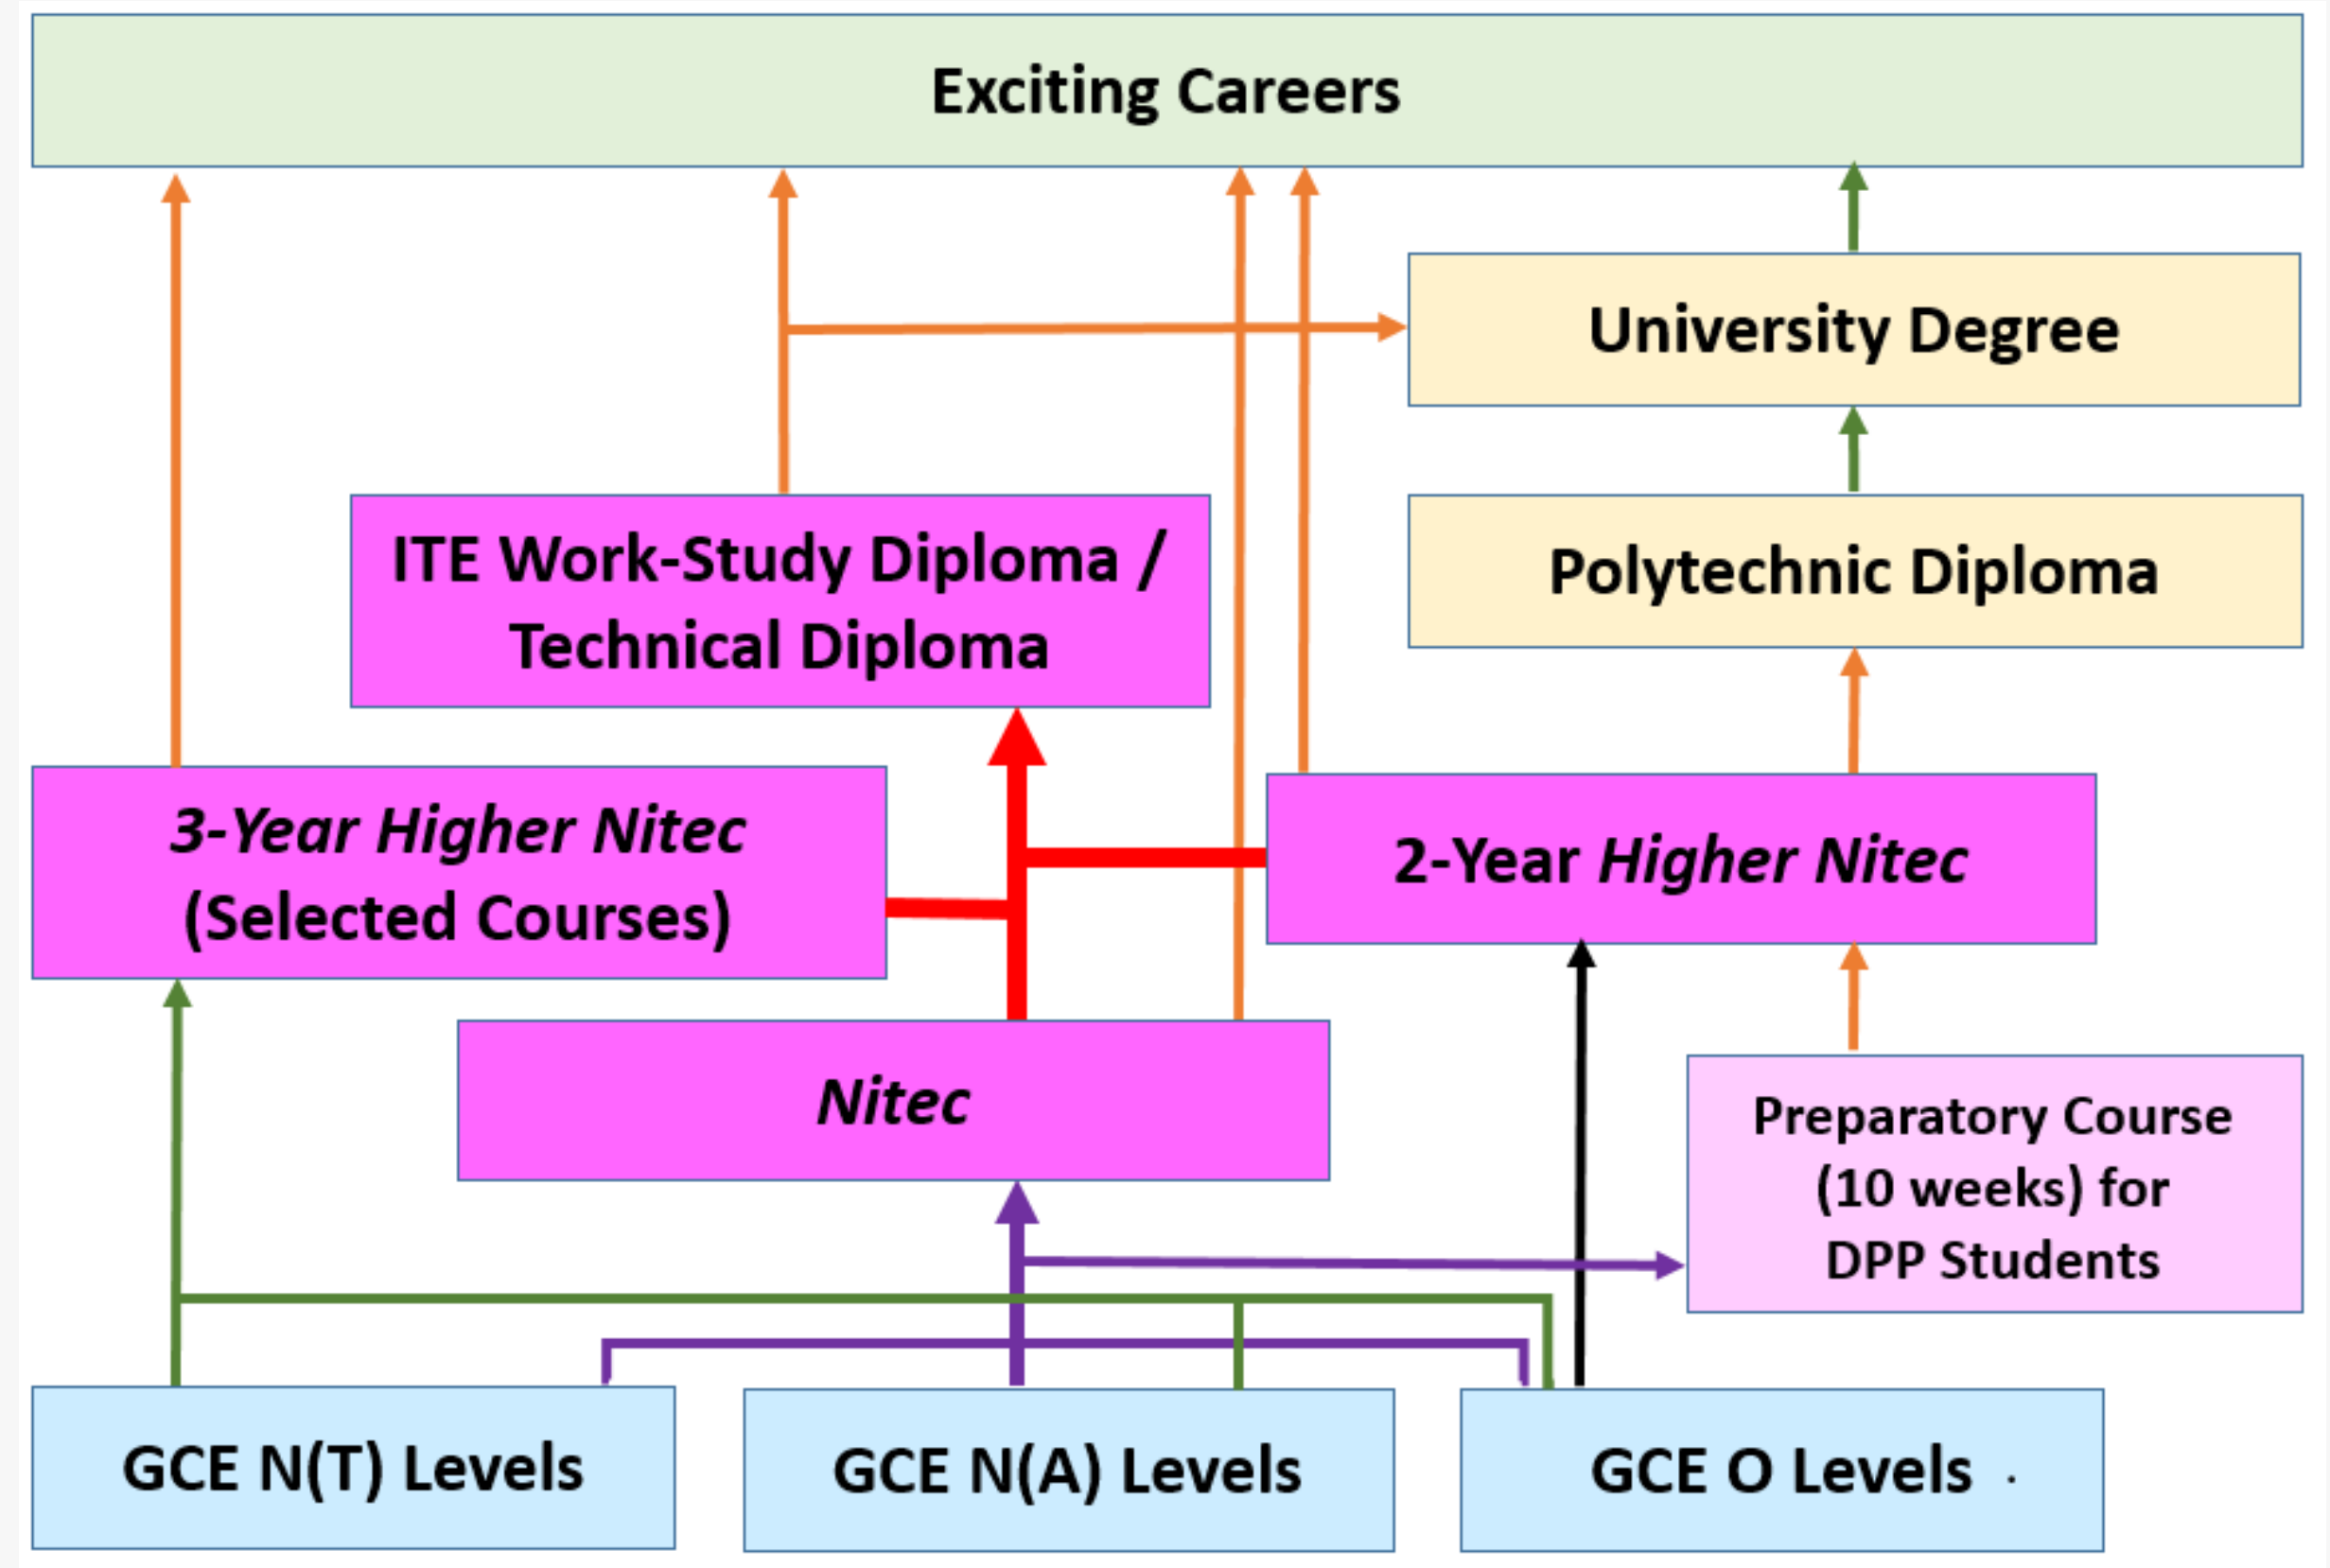 Exciting Careers
University Degree
ITE Work-Study Diploma /
Technical Diploma
Polytechnic Diploma
3-Year Higher Nitec
(Selected Courses)
2-Year Higher Nitec
Nitec
Preparatory Course
(10 weeks) for
DPP Students
GCE N(T) Levels
GCE N(A) Levels
GCE O Levels .